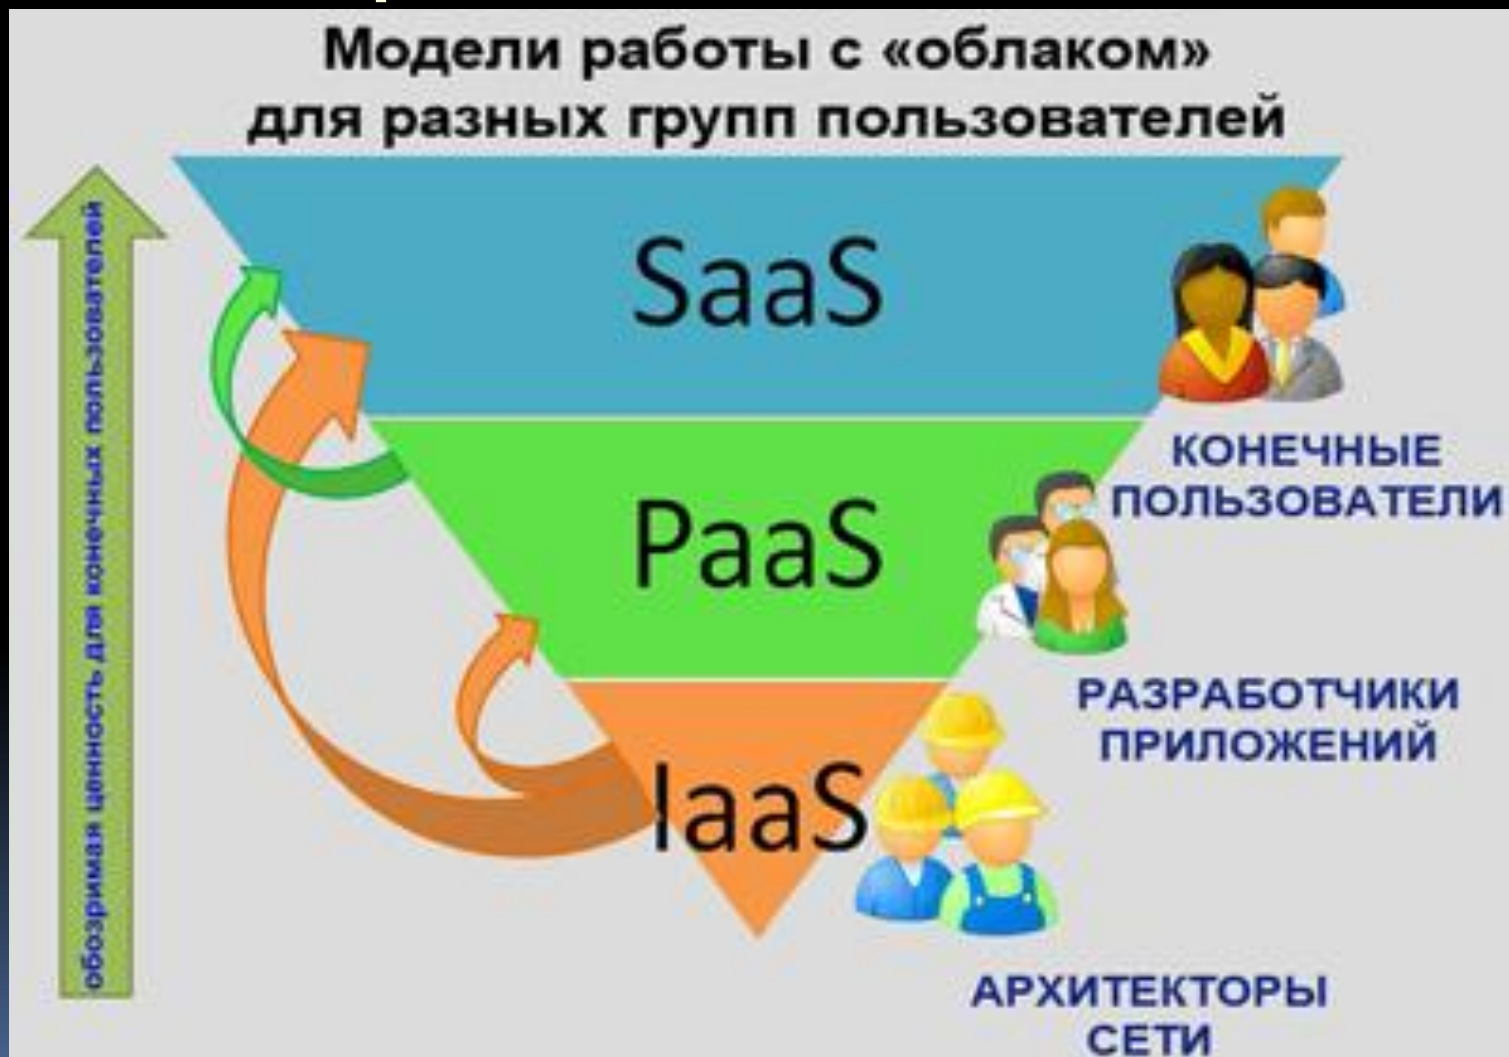 Модели работы с «облаком»
для разных групп пользователей
обозримая ценность для конечных пользователей
SaaS
КОНЕЧНЫЕ
ПОЛЬЗОВАТЕЛИ
PaaS
РАЗРАБОТЧИКИ
ПРИЛОЖЕНИЙ
IaaS
АРХИТЕКТОРЫ
СЕТИ